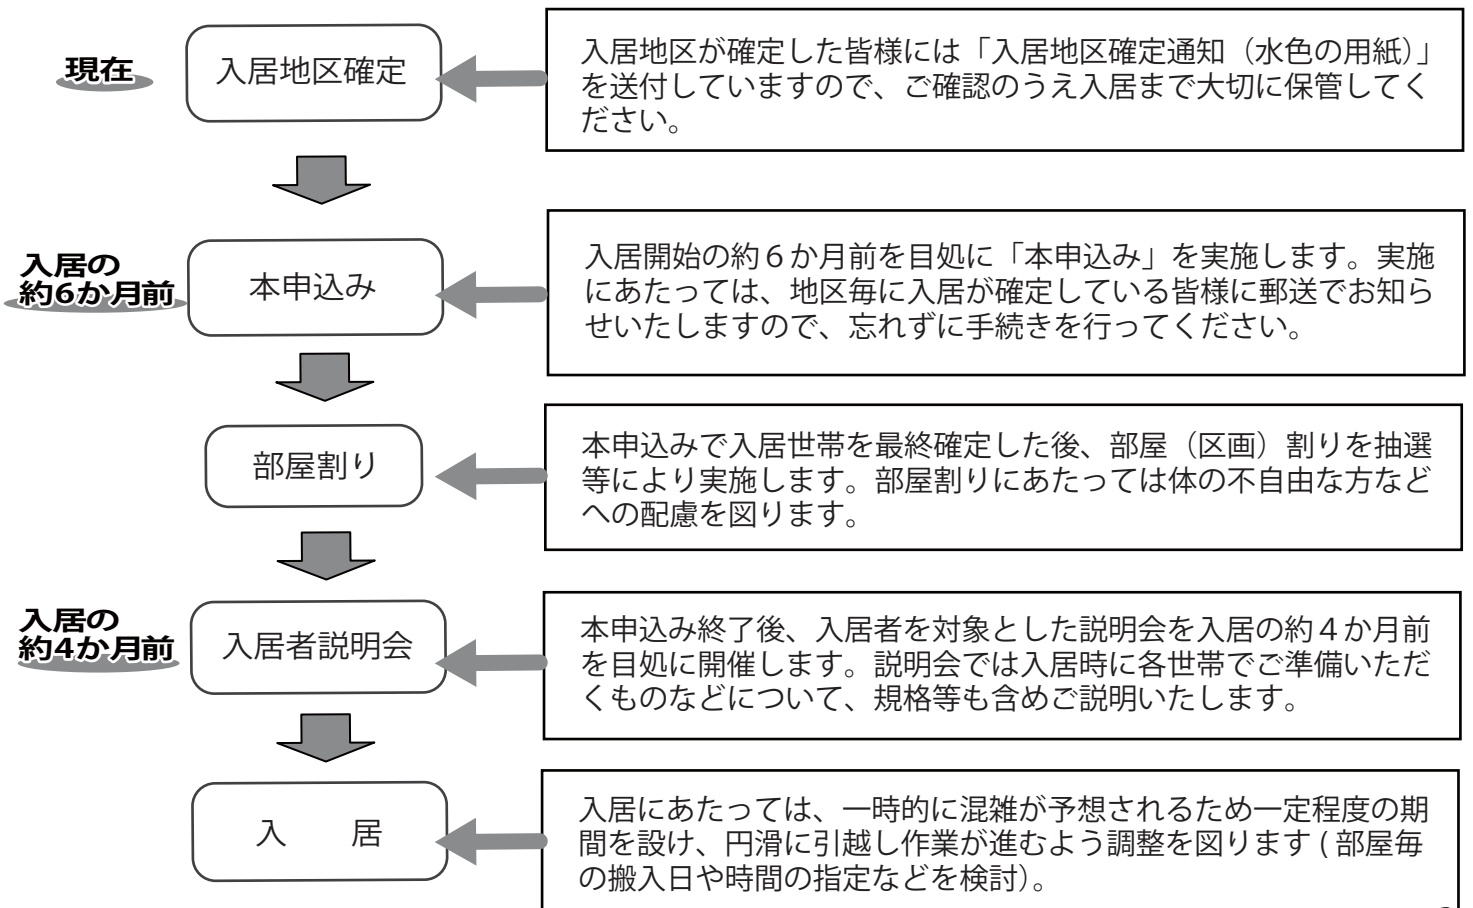 現在
入居地区確定
入居地区が確定した皆様には「入居地区確定通知（水色の用紙）」
を送付していますので、ご確認のうえ入居まで大切に保管してく
ださい。
入居の
約6か月前
本申込み
入居開始の約６か月前を目処に「本申込み」を実施します。実施
にあたっては、地区毎に入居が確定している皆様に郵送でお知ら
せいたしますので、忘れずに手続きを行ってください。
部屋割り
本申込みで入居世帯を最終確定した後、部屋（区画）割りを抽選
等により実施します。部屋割りにあたっては体の不自由な方など
への配慮を図ります。
入居の
約4か月前
入居者説明会
本申込み終了後、入居者を対象とした説明会を入居の約４か月前
を目処に開催します。説明会では入居時に各世帯でご準備いただ
くものなどについて、規格等も含めご説明いたします。
入　居
入居にあたっては、一時的に混雑が予想されるため一定程度の期
間を設け、円滑に引越し作業が進むよう調整を図ります ( 部屋毎
の搬入日や時間の指定などを検討）。